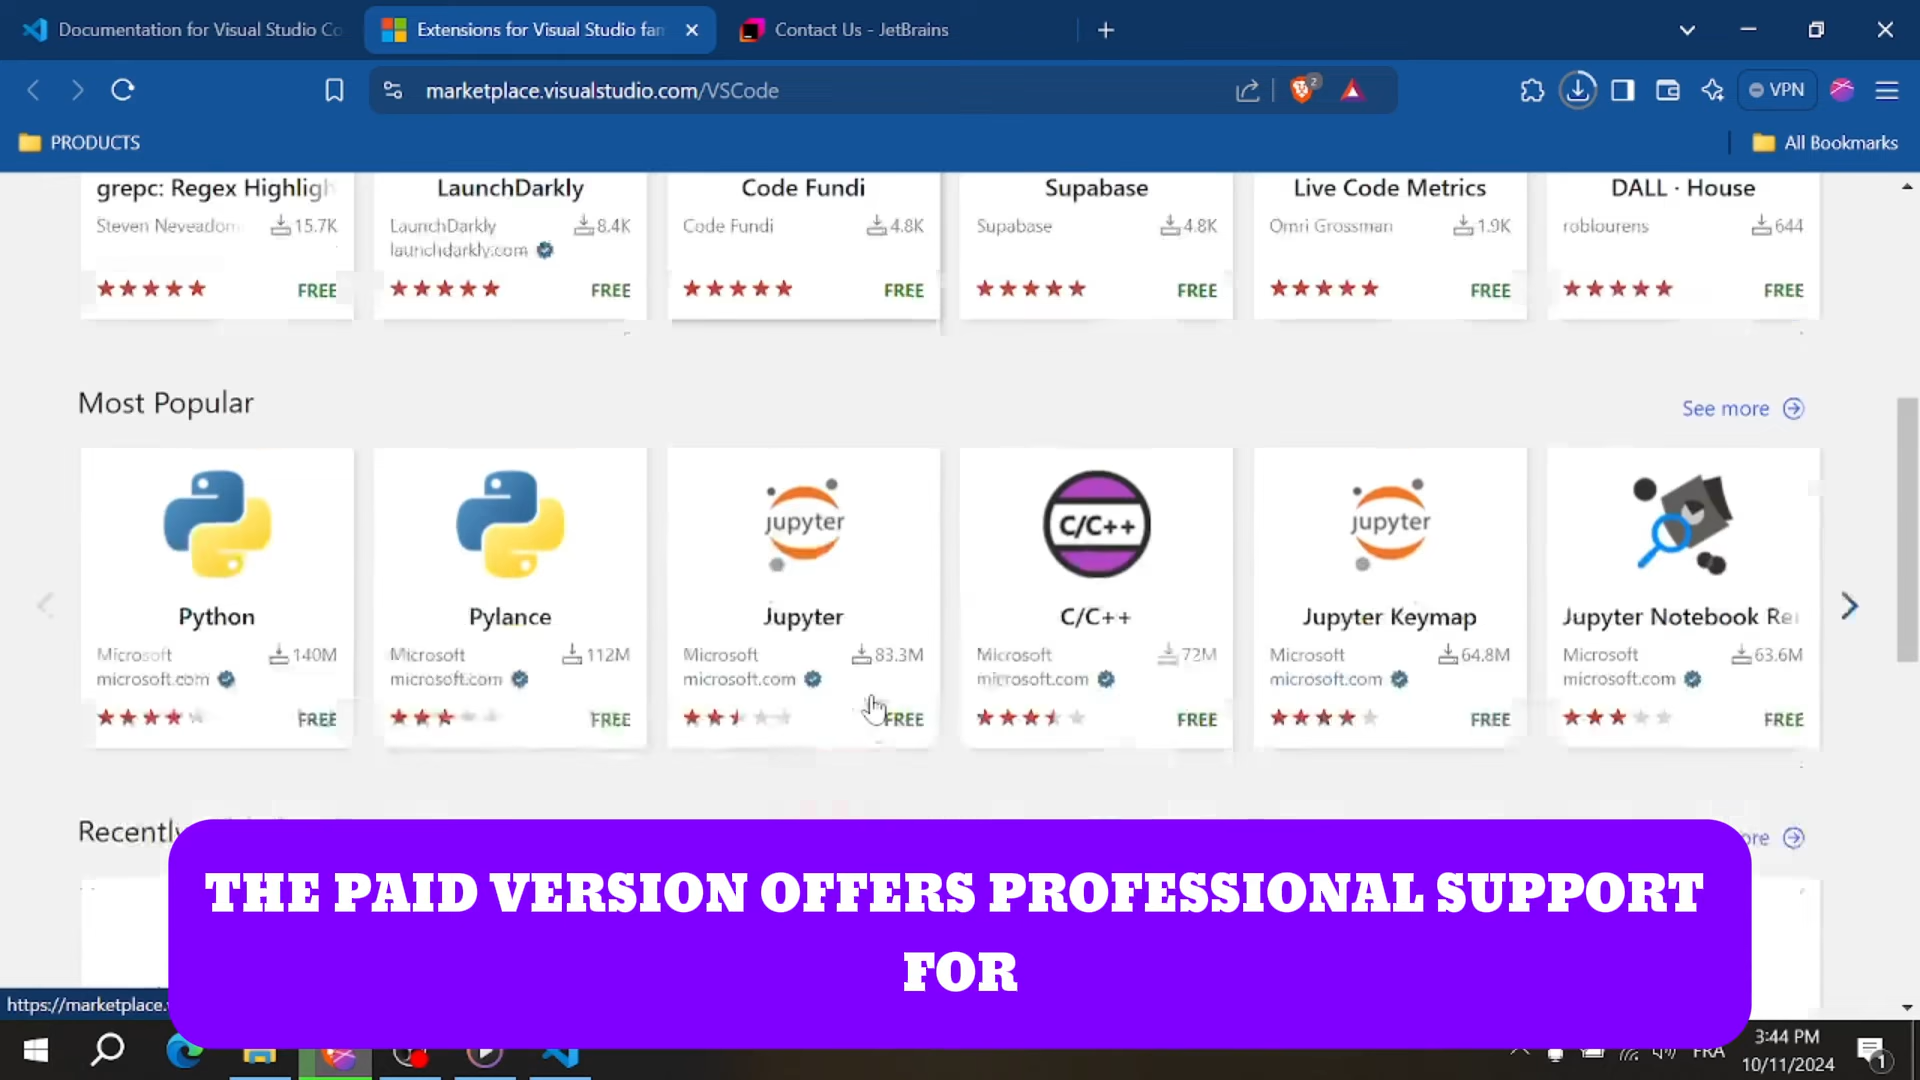 Documentation for Visual Studio Co
Extensions for Visual Studio fam
Contact Us - JetBrains
marketplace.visualstudio.com/VSCode
2
VPN
PRODUCTS
All Bookmarks
grepc: Regex Highligh
LaunchDarkly
Code Fundi
Supabase
Live Code Metrics
DALL · House
Steven Neveadom 15.7K
LaunchDarkly 8.4K
launchdarkly.com
Code Fundi 4.8K
Supabase 4.8K
Omri Grossman 1.9K
roblourens 644
FREE
FREE
FREE
FREE
FREE
FREE
Most Popular
See more
jupyter
C/C++
jupyter
Python
Pylance
Jupyter
C/C++
Jupyter Keymap
Jupyter Notebook Re
Microsoft 140M
microsoft.com
Microsoft 112M
microsoft.com
Microsoft 83.3M
microsoft.com
Microsoft 72M
microsoft.com
Microsoft 64.8M
microsoft.com
Microsoft 63.6M
microsoft.com
FREE
FREE
FREE
FREE
FREE
FREE
Recently
ore
THE PAID VERSION OFFERS PROFESSIONAL SUPPORT
FOR
https://marketplace.
FRA
3:44 PM
10/11/2024
1